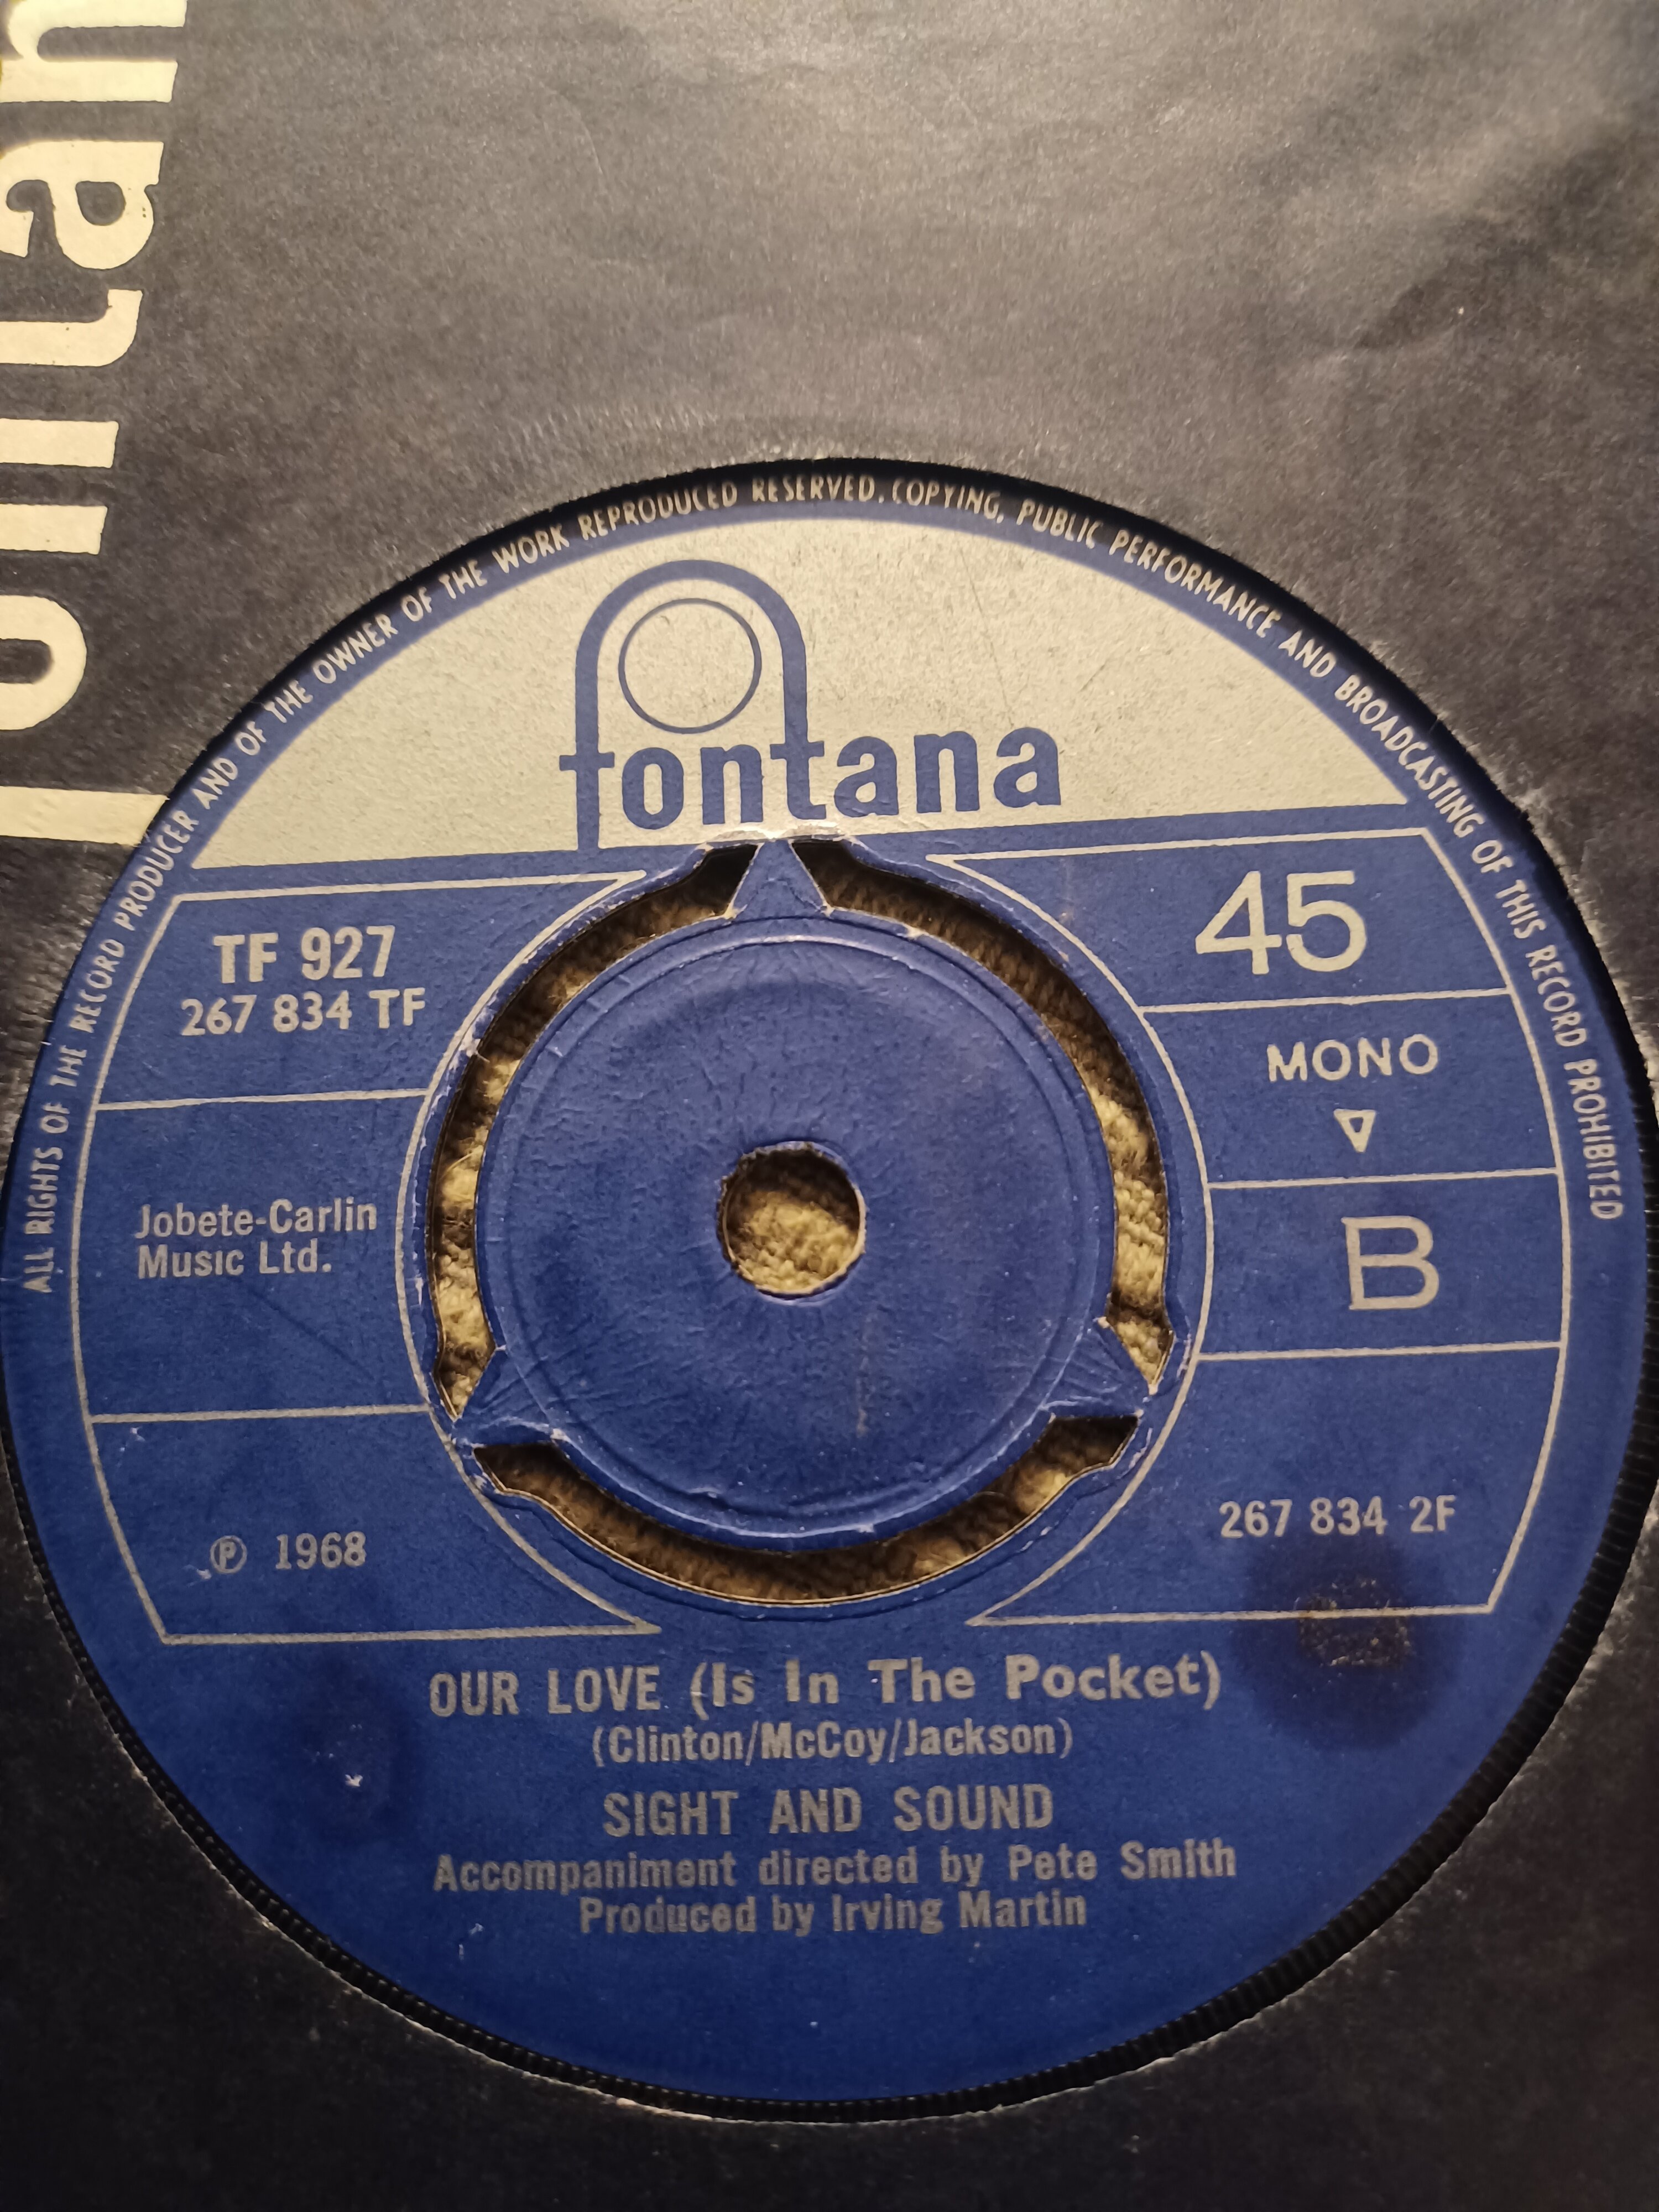 fontana
ALL RIGHTS OF THE RECORD PRODUCER AND OF THE OWNER OF THE WORK REPRODUCED RESERVED. COPYING, PUBLIC PERFORMANCE AND BROADCASTING OF THIS RECORD PROHIBITED
fontana
TF 927
267 834 TF
45
MONO
Jobete-Carlin
Music Ltd.
B
℗ 1968
267 834 2F
OUR LOVE (Is In The Pocket)
(Clinton/McCoy/Jackson)
SIGHT AND SOUND
Accompaniment directed by Pete Smith
Produced by Irving Martin